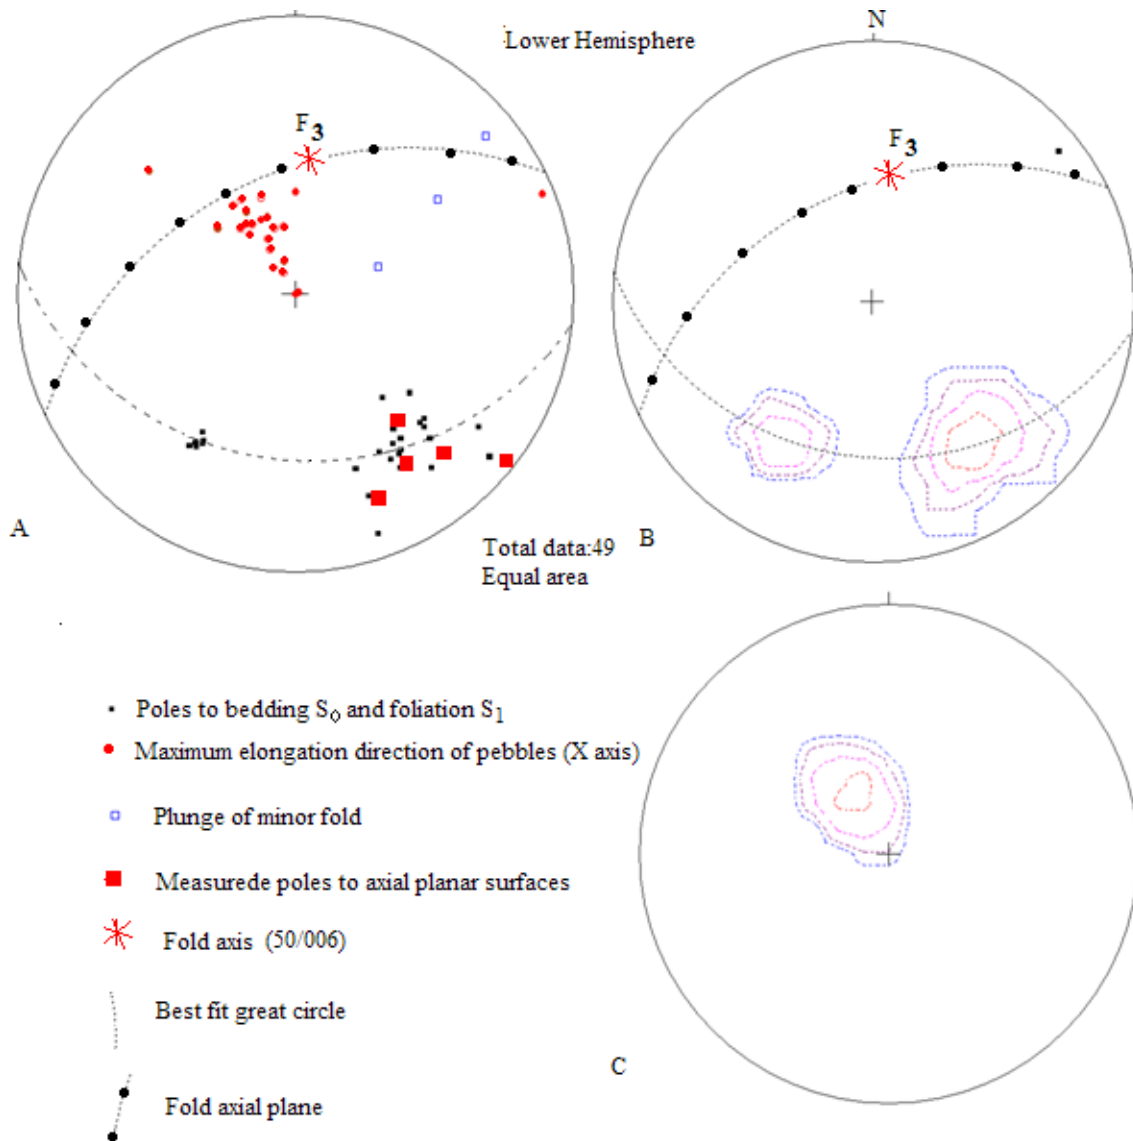 N
Lower Hemisphere
F3
F3
A
B
Total data:49
Equal area
Poles to bedding So and foliation S1
Maximum elongation direction of pebbles (X axis)
Plunge of minor fold
Measurede poles to axial planar surfaces
Fold axis (50/006)
Best fit great circle
C
Fold axial plane